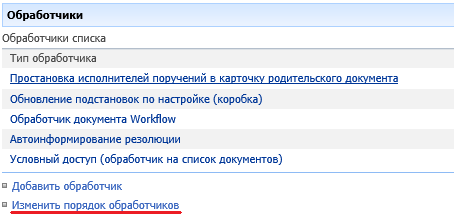 Обработчики
Обработчики списка
Тип обработчика
Простановка исполнителей поручений в карточку родительского документа
Обновление подстановок по настройке (коробка)
Обработчик документа Workflow
Автоинформирование резолюции
Условный доступ (обработчик на список документов)
Добавить обработчик
Изменить порядок обработчиков